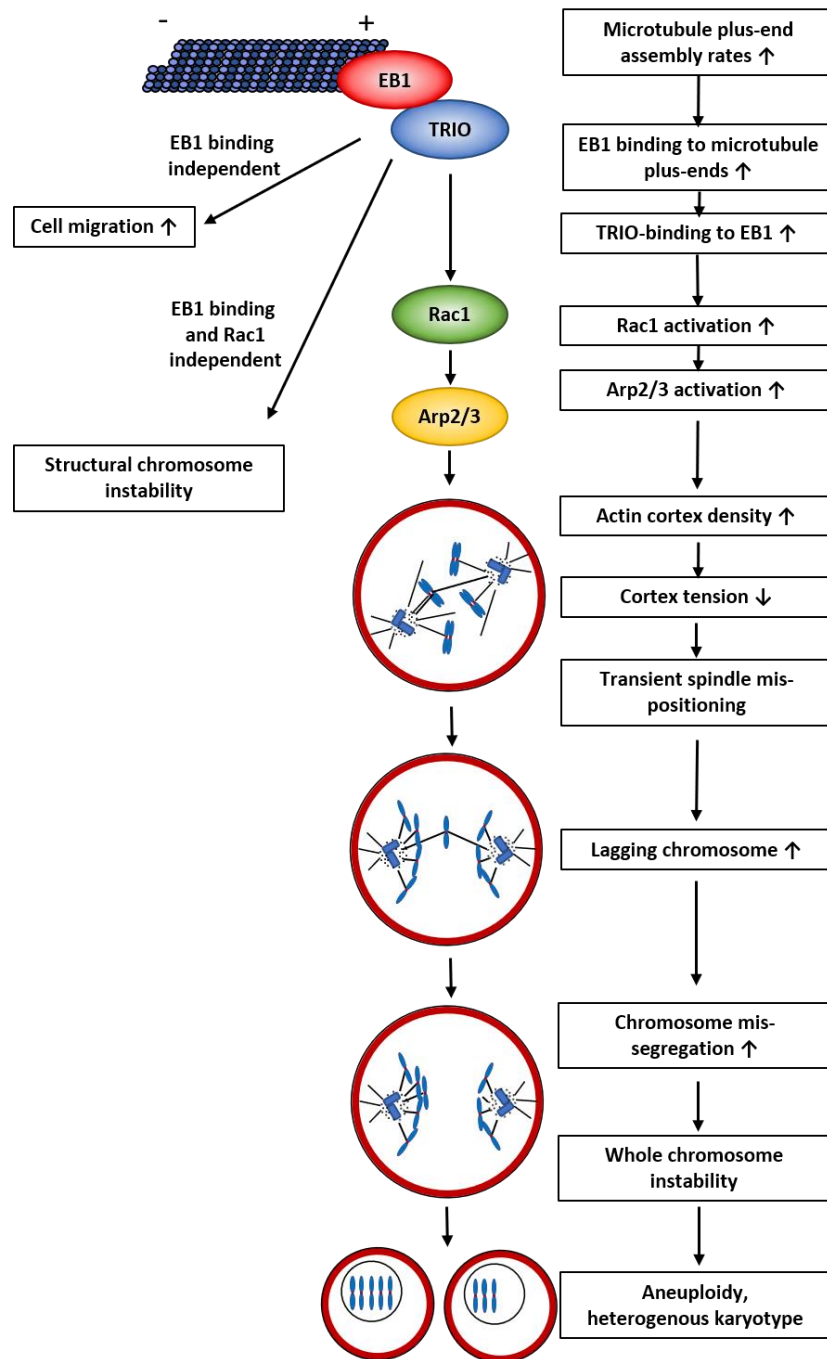 -
+
EB1
TRIO
EB1 binding
independent
Cell migration ↑
EB1 binding
and Rac1
independent
Structural chromosome
instability
Rac1
Arp2/3
Microtubule plus-end
assembly rates ↑
EB1 binding to microtubule
plus-ends ↑
TRIO-binding to EB1 ↑
Rac1 activation ↑
Arp2/3 activation ↑
Actin cortex density ↑
Cortex tension ↓
Transient spindle mis-
positioning
Lagging chromosome ↑
Chromosome mis-
segregation ↑
Whole chromosome
instability
Aneuploidy,
heterogenous karyotype